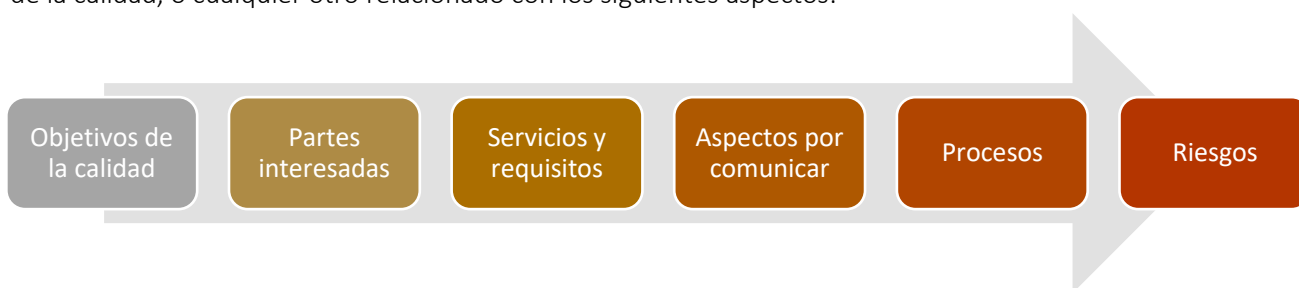 de la calidad, o cualquier otro relacionado con los siguientes aspectos:
Objetivos de
la calidad
Partes
interesadas
Servicios y
requisitos
Aspectos por
comunicar
Procesos
Riesgos